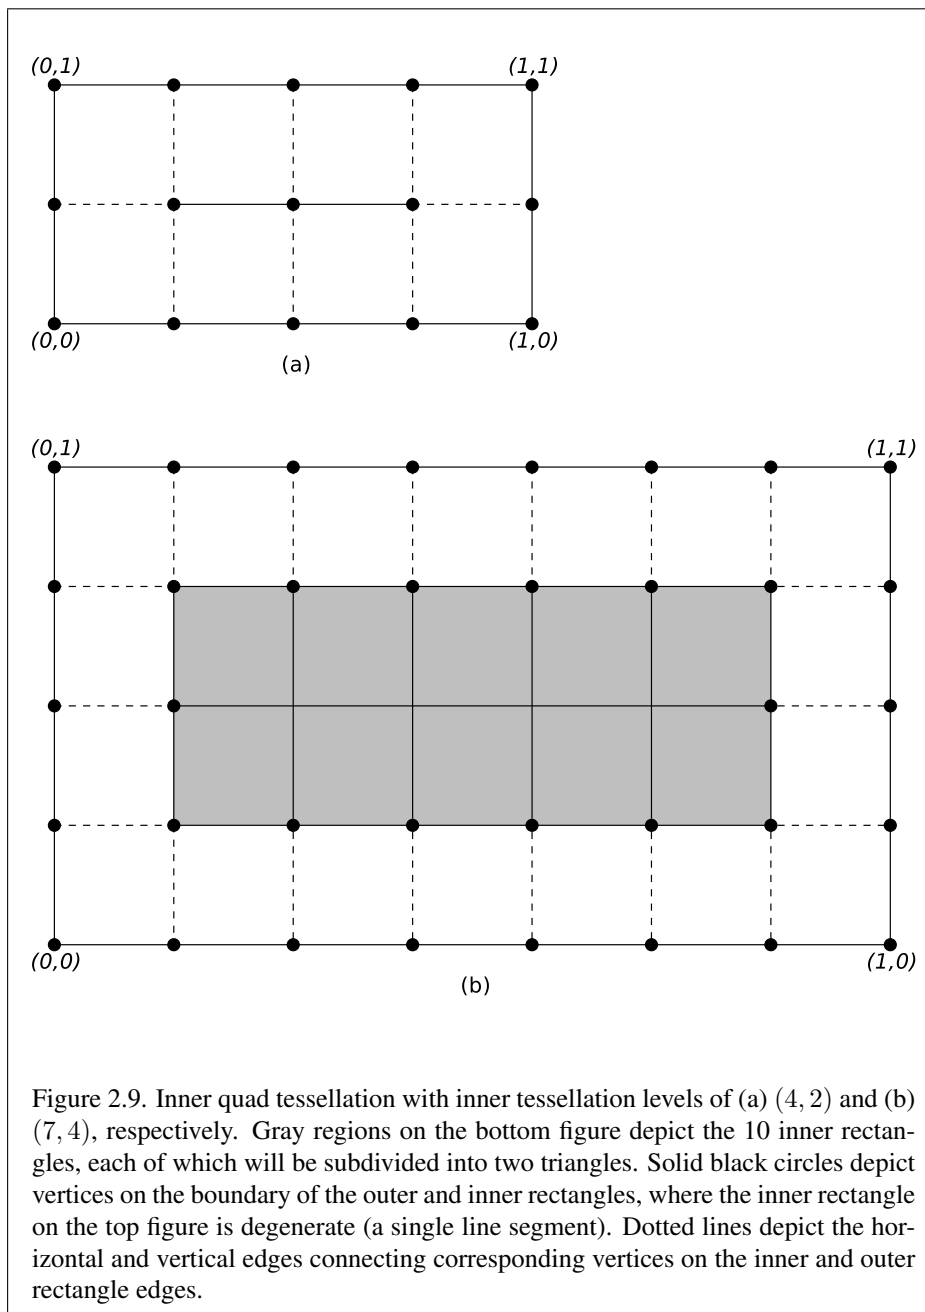 (0,1) (1,1)
(0,0) (1,0)
(a)
(0,1) (1,1)
(0,0) (1,0)
(b)
Figure 2.9. Inner quad tessellation with inner tessellation levels of (a) (4, 2) and (b)
(7, 4), respectively. Gray regions on the bottom figure depict the 10 inner rectan-
gles, each of which will be subdivided into two triangles. Solid black circles depict
vertices on the boundary of the outer and inner rectangles, where the inner rectangle
on the top figure is degenerate (a single line segment). Dotted lines depict the hor-
izontal and vertical edges connecting corresponding vertices on the inner and outer
rectangle edges.